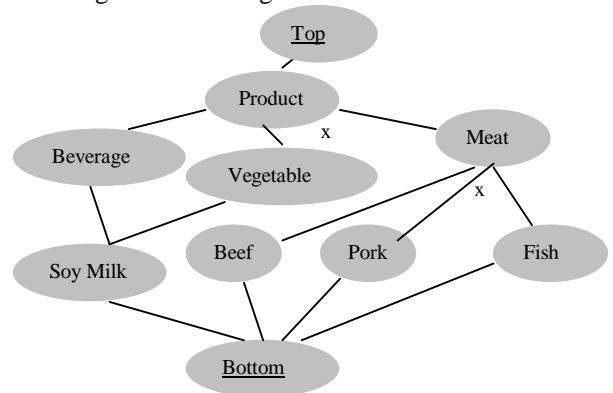 Top
Product
x
Meat
Beverage
Vegetable
x
Beef
Pork
Fish
Soy Milk
Bottom